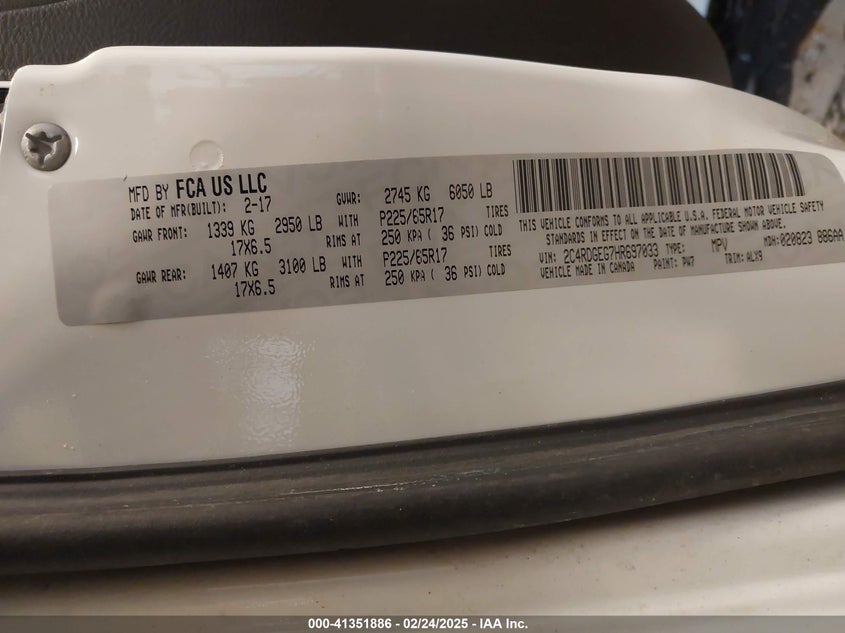 MFD BY FCA US LLC
DATE OF MFR(BUILT): 2-17
GVWR: 2745 KG 6050 LB
GAWR FRONT: 1339 KG 2950 LB WITH P225/65R17 TIRES
17X6.5 RIMS AT 250 KPA ( 36 PSI) COLD
GAWR REAR: 1407 KG 3100 LB WITH P225/65R17 TIRES
17X6.5 RIMS AT 250 KPA ( 36 PSI) COLD
THIS VEHICLE CONFORMS TO ALL APPLICABLE U.S.A. FEDERAL MOTOR VEHICLE SAFETY
STANDARDS IN EFFECT ON THE DATE OF MANUFACTURE SHOWN ABOVE.
VIN: 2C4RDGEG7HR697033 TYPE: MPV MDH:020823 886AA
VEHICLE MADE IN CANADA PAINT: PW7 TRIM: ALX9
000-41351886 - 02/24/2025 - IAA Inc.